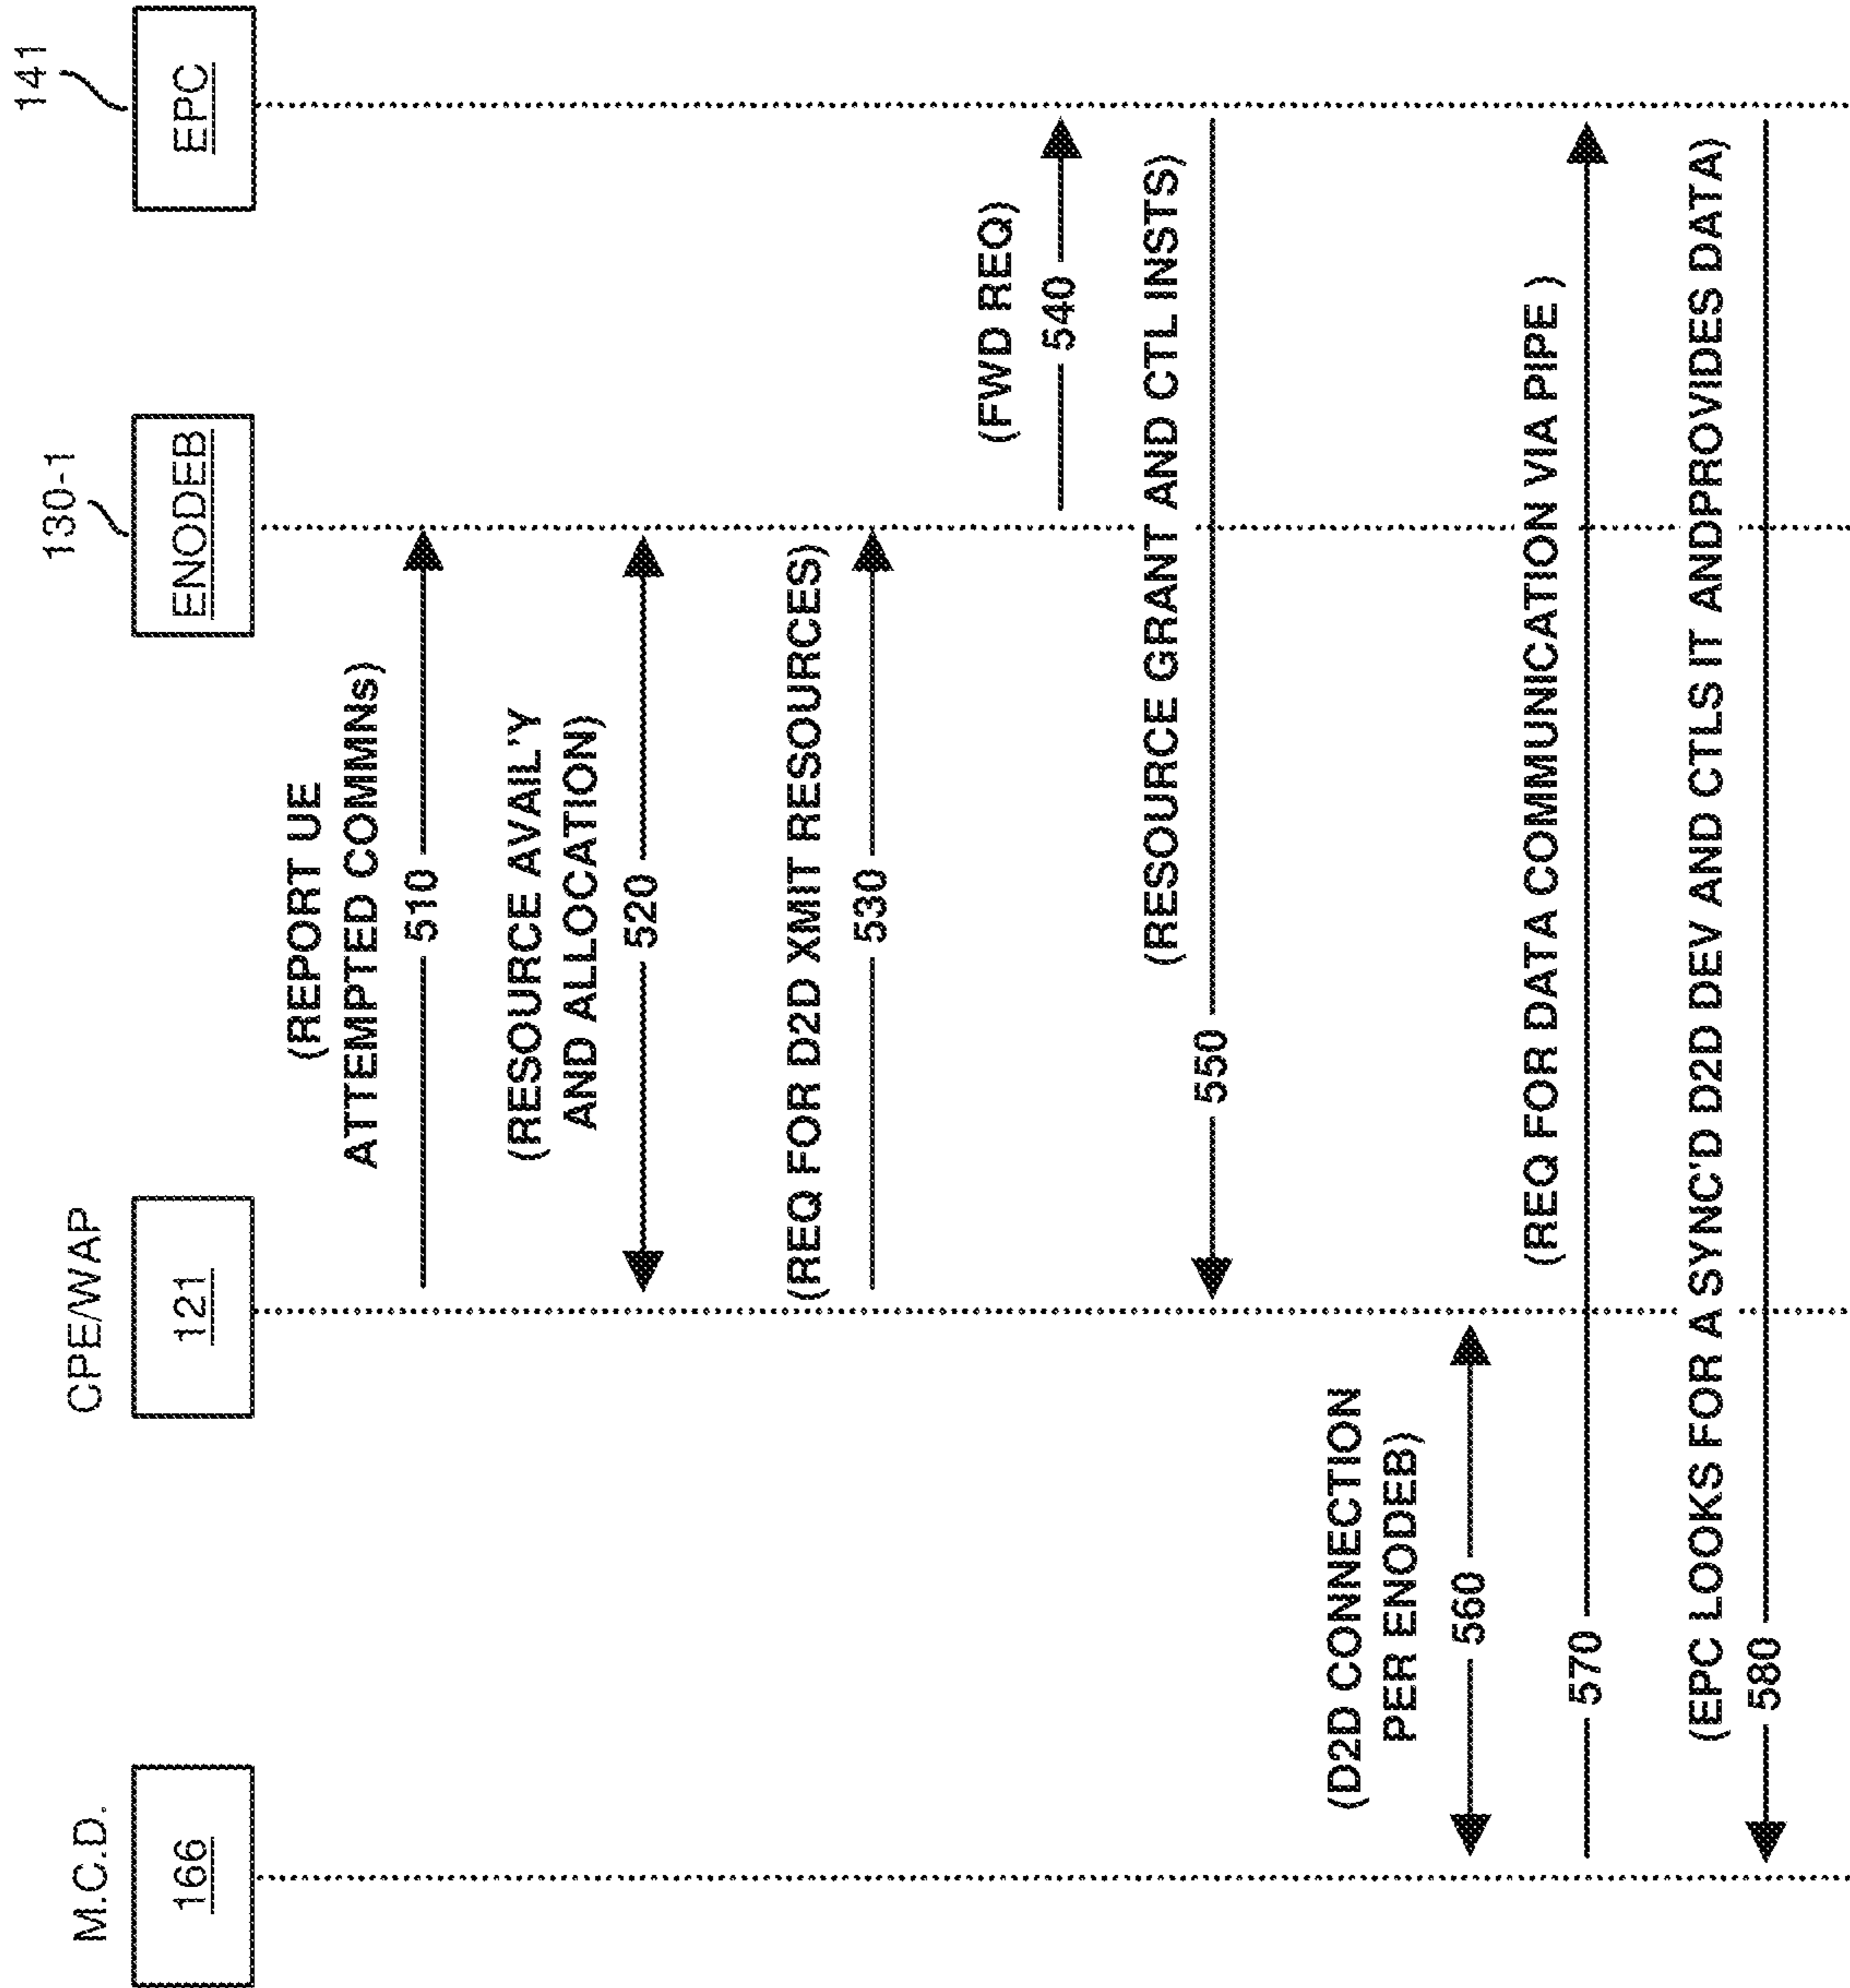 M.C.D.
166
CPE/WAP
121
130-1
ENODEB
141
EPC
(REPORT UE
ATTEMPTED COMMNs)
510
(RESOURCE AVAIL'Y
AND ALLOCATION)
520
(REQ FOR D2D XMIT RESOURCES)
530
(FWD REQ)
540
(RESOURCE GRANT AND CTL INSTS)
550
(D2D CONNECTION
PER ENODEB)
560
(REQ FOR DATA COMMUNICATION VIA PIPE )
570
(EPC LOOKS FOR A SYNC'D D2D DEV AND CTLS IT ANDPROVIDES DATA)
580